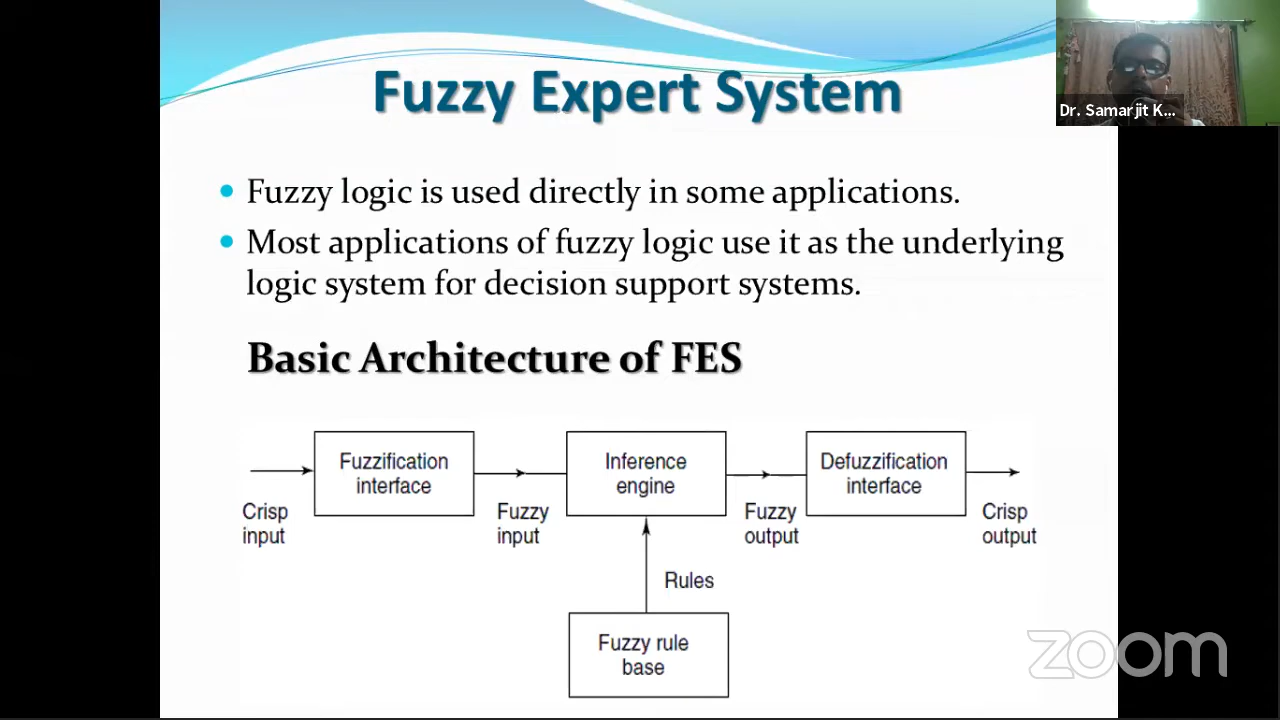 Fuzzy Expert System
Dr. Samarjit K...
• Fuzzy logic is used directly in some applications.
• Most applications of fuzzy logic use it as the underlying
logic system for decision support systems.
Basic Architecture of FES
Crisp
input
Fuzzification
interface
Fuzzy
input
Inference
engine
Fuzzy
output
Defuzzification
interface
Crisp
output
Rules
Fuzzy rule
base
zoom